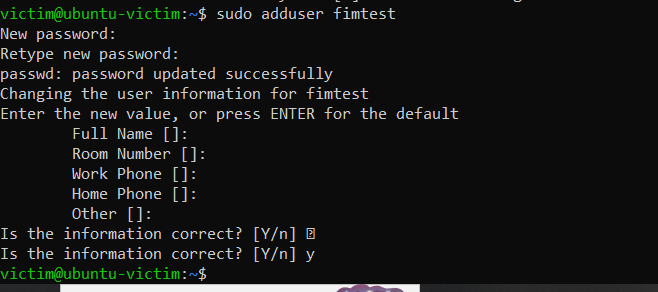 victim@ubuntu-victim:~$ sudo adduser fimtest
New password:
Retype new password:
passwd: password updated successfully
Changing the user information for fimtest
Enter the new value, or press ENTER for the default
        Full Name []:
        Room Number []:
        Work Phone []:
        Home Phone []:
        Other []:
Is the information correct? [Y/n]
Is the information correct? [Y/n] y
victim@ubuntu-victim:~$